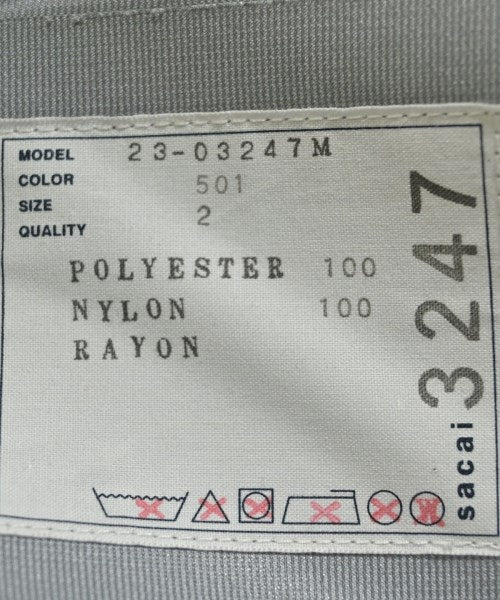 MODEL 23-03247M
COLOR 501
SIZE 2
QUALITY
POLYESTER 100
NYLON 100
RAYON
sacai 3247
W